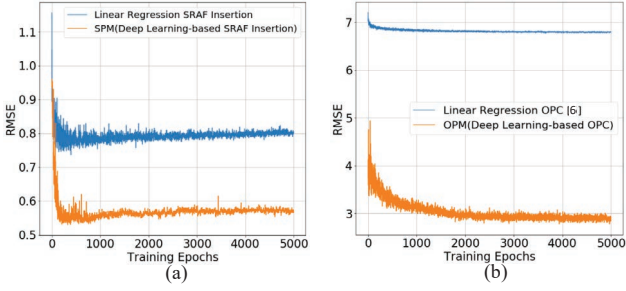 Linear Regression SRAF Insertion
SPM(Deep Learning-based SRAF Insertion)
RMSE
1.1
1.0
0.9
0.8
0.7
0.6
0.5
0 1000 2000 3000 4000 5000
Training Epochs
(a)
Linear Regression OPC [6]
OPM(Deep Learning-based OPC)
RMSE
7
6
5
4
3
0 1000 2000 3000 4000 5000
Training Epochs
(b)